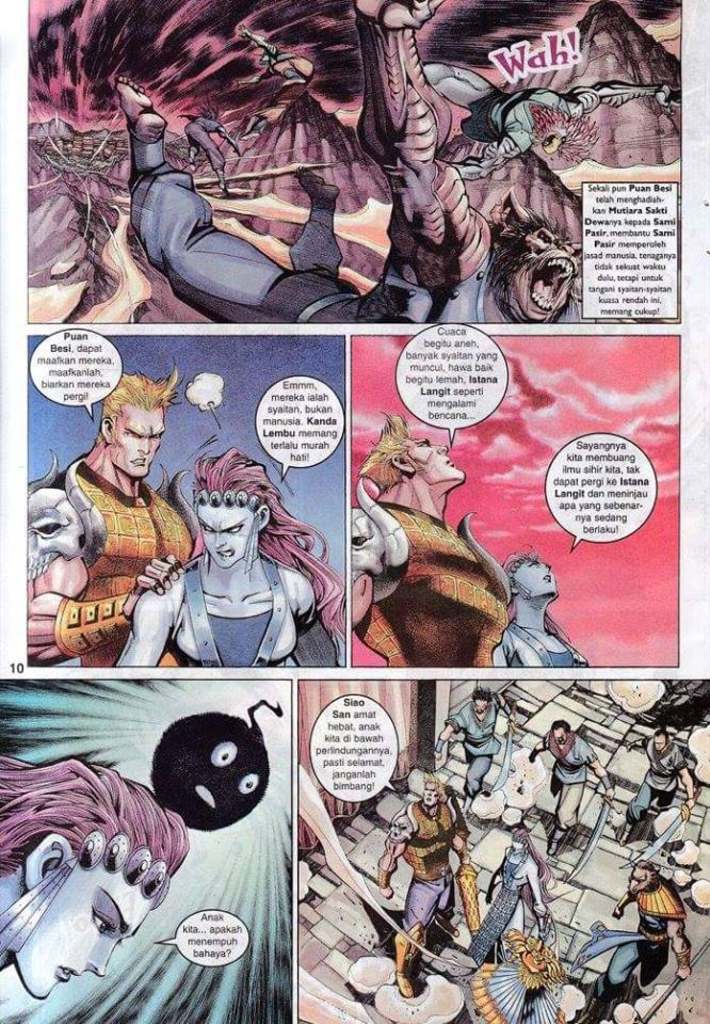 Wah!
Sekali pun Puan Besi
telah menghadiah-
kan Mutiara Sakti
Dewanya kepada Sami
Pasir, membantu Sami
Pasir memperoleh
jasad manusia, tenaganya
tidak sekuat waktu
dry, tetapi untuk
tangani syaitan-syaitan
kuasa rendah ini,
memang cukup!
Puan
Besi, dapat
maafkan mereka,
maafkanlah,
biarkan mereka
pergi!
Emmm,
mereka ialah
syaitan, bukan
manusia. Kanda
Lembu memang
terlalu murah
hati!
Cuaca
begitu aneh,
banyak syaitan yang
muncul, hawa baik
begitu lemah, Istana
Langit seperti
mengalami
bencana...
Sayangnya
kita membuang
ilmu sihir kita, tak
dapat pergi ke Istana
Langit dan meninjau
apa yang sebenar-
nya sedang
berlaku!
10
Anak
kita... apakah
menempuh
bahaya?
Siao
San amat
hebat, anak
kita di bawah
perlindungannya,
pasti selamat,
janganlah
bimbang!